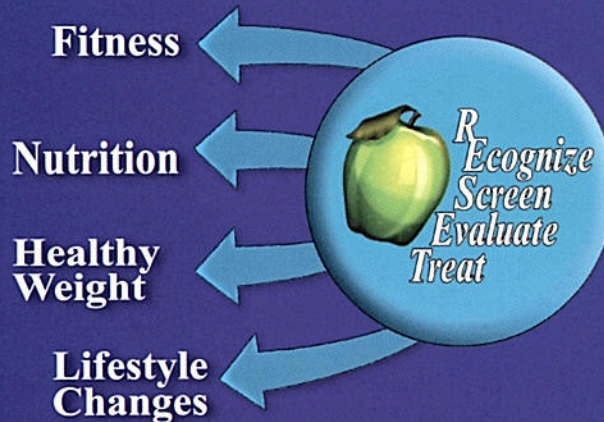 Fitness
Nutrition
Healthy
Weight
Lifestyle
Changes
R
Ecognize
Screen
Evaluate
Treat